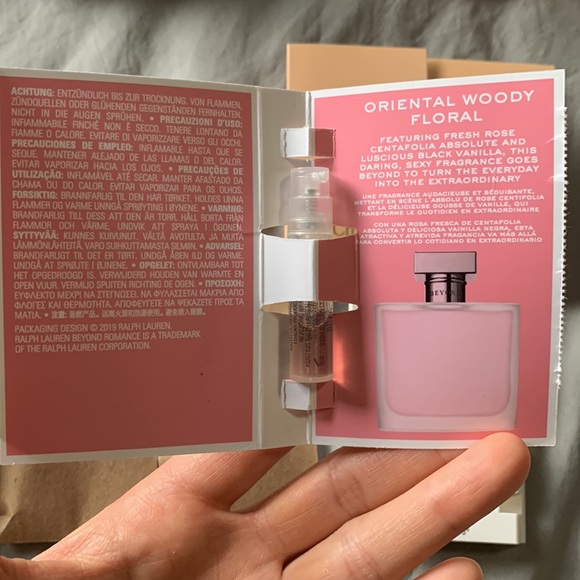 ACHTUNG: ENTZÜNDLICH BIS ZUR TROCKNUNG. VON FLAMMEN,
ZÜNDQUELLEN ODER GLÜHENDEN GEGENSTÄNDEN FERNHALTEN.
NICHT IN DIE AUGEN SPRÜHEN. • PRECAUZIONI D'USO:
INFIAMMABILE FINCHÉ NON È SECCO. TENERE LONTANO DA
FIAMME O CALORE. EVITARE DI VAPORIZZARE VERSO GLI OCCHI.
PRECAUCIONES DE EMPLEO: INFLAMABLE HASTA QUE SE
SEQUE. MANTENER ALEJADO DE LAS LLAMAS O DEL CALOR.
EVITAR VAPORIZAR HACIA LOS OJOS. • PRECAUÇÕES DE
UTILIZAÇÃO: INFLAMÁVEL ATÉ SECAR. MANTER AFASTADO DA
CHAMA OU DO CALOR. EVITAR VAPORIZAR PARA OS OLHOS.
FORSIKTIG: BRANNFARLIG TIL DEN HAR TØRKET. HOLDES UNNA
FLAMMER OG VARME UNNGÅ SPRØYTING I ØYNENE. • VARNING:
BRANDFARLIG TILL DESS ATT DEN ÄR TORR. HÅLL BORTA FRÅN
FLAMMOR OCH VÄRME. UNDVIK ATT SPRAYA I ÖGONEN.
SYTTYVÄÄ: KUNNES KUIVUNUT. VÄLTÄ AVOTULTA JA MUITA
LÄMMÖNLÄHTEITÄ. VARO SUIHKUTTAMASTA SILMIIN. • ADVARSEL:
BRANDFARLIGT TIL DET ER TØRT. UNDGÅ ÅBEN ILD OG VARME.
UNDGÅ AT SPRØJTE I ØJNENE. • OPGELET: ONTVLAMBAAR TOT
HET OPGEDROOGD IS. VERWIJDERD HOUDEN VAN WARMTE EN
OPEN VUUR. VERMIJD SPUITEN RICHTING DE OGEN. • ΠΡΟΣΟΧΗ:
ΕΥΦΛΕΚΤΟ ΜΕΧΡΙ ΝΑ ΣΤΕΓΝΩΣΕΙ. ΝΑ ΦΥΛΑΣΣΕΤΑΙ ΜΑΚΡΙΑ ΑΠΟ
ΦΛΟΓΕΣ ΚΑΙ ΘΕΡΜΟΤΗΤΑ. ΑΠΟΦΕΥΓΕΤΕ ΝΑ ΨΕΚΑΖΕΤΕ ΠΡΟΣ ΤΑ
ΜΑΤΙΑ. • 注意:
PACKAGING DESIGN © 2019 RALPH LAUREN.
RALPH LAUREN BEYOND ROMANCE IS A TRADEMARK
OF THE RALPH LAUREN CORPORATION.
ORIENTAL WOODY
FLORAL
FEATURING FRESH ROSE
CENTAFOLIA ABSOLUTE AND
LUSCIOUS BLACK VANILLA, THIS
DARING, SEXY FRAGRANCE GOES
BEYOND TO TURN THE EVERYDAY
INTO THE EXTRAORDINARY
UNE FRAGRANCE AUDACIEUSE ET SÉDUISANTE,
METTANT EN SCÈNE L'ABSOLU DE ROSE CENTIFOLIA
ET LA DÉLICIEUSE GOUSSE DE VANILLE, QUI
TRANSFORME LE QUOTIDIEN EN EXTRAORDINAIRE
CON UNA ROSA FRESCA DE CENTAFOLIA
ABSOLUTA Y DELICIOSA VAINILLA NEGRA, ESTA
ATRACTIVA Y ATREVIDA FRAGANCIA VA MÁS ALLÁ
PARA CONVERTIR LO COTIDIANO EN EXTRAORDINARIO
BEYOND